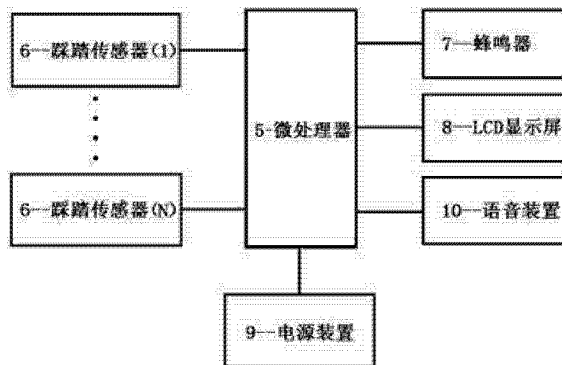 6--踩踏传感器(1)
6--踩踏传感器(N)
5-微处理器
7--蜂鸣器
8--LCD显示屏
10--语音装置
9--电源装置